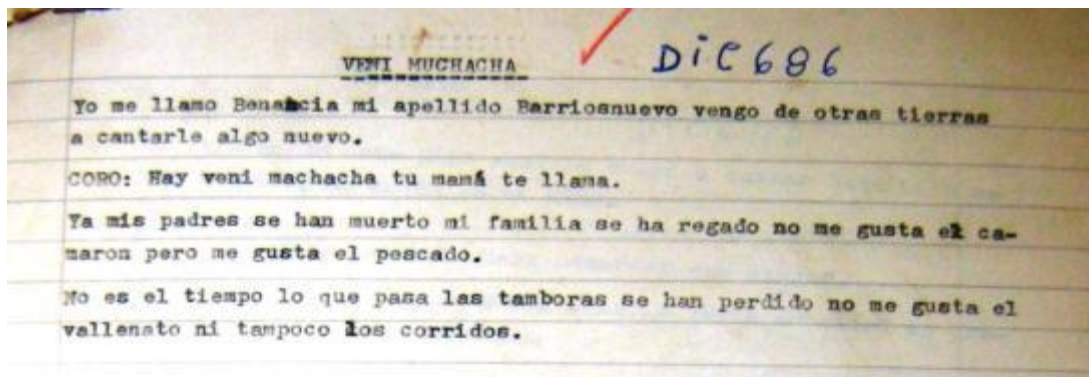 VENI MUCHACHA
Dic 686
Yo me llamo Benancia mi apellido Barriosnuevo vengo de otras tierras
a cantarle algo nuevo.
CORO: Hay veni machacha tu mamá te llama.
Ya mis padres se han muerto mi familia se ha regado no me gusta el ca-
maron pero me gusta el pescado.
No es el tiempo lo que pasa las tamboras se han perdido no me gusta el
vallenato ni tampoco los corridos.